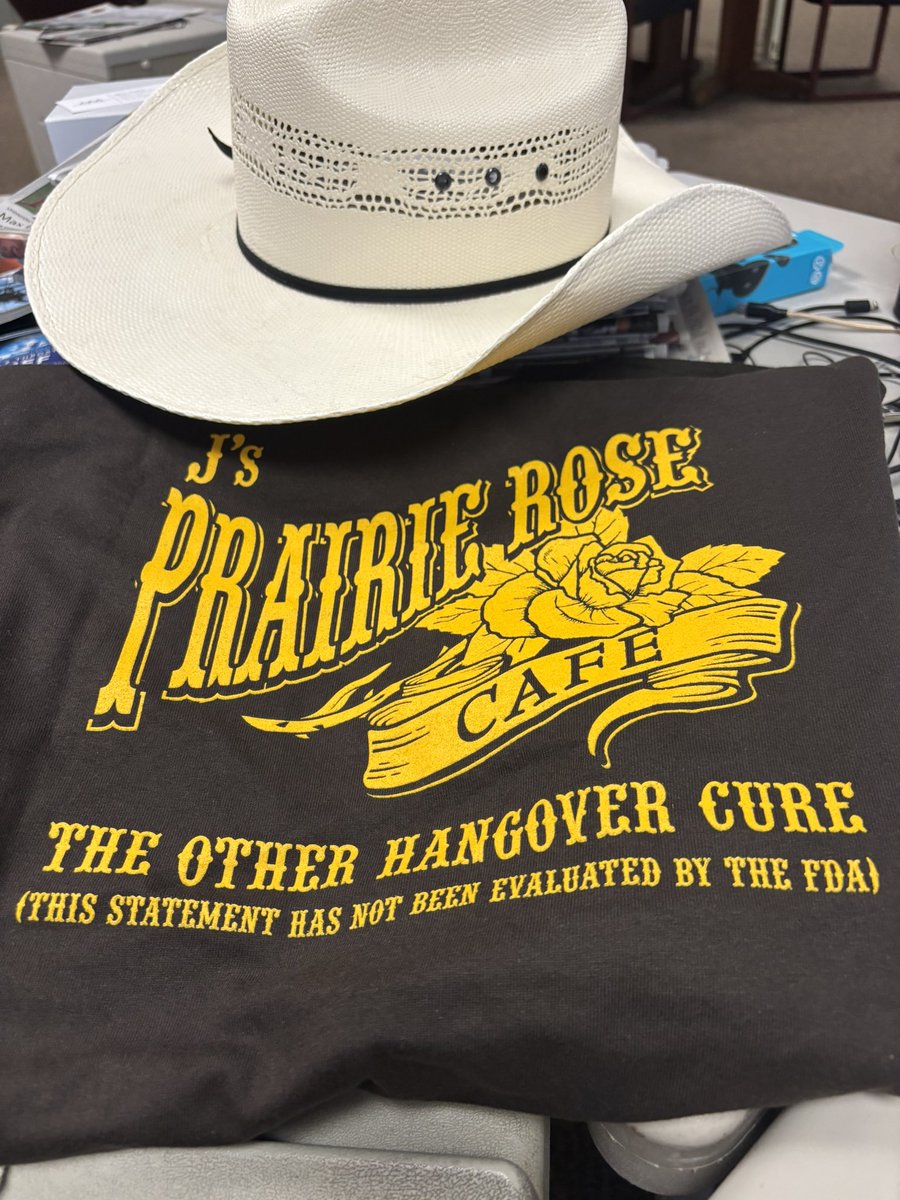 J's
PRAIRIE ROSE
CAFE
THE OTHER HANGOVER CURE
(THIS STATEMENT HAS NOT BEEN EVALUATED BY THE FDA)